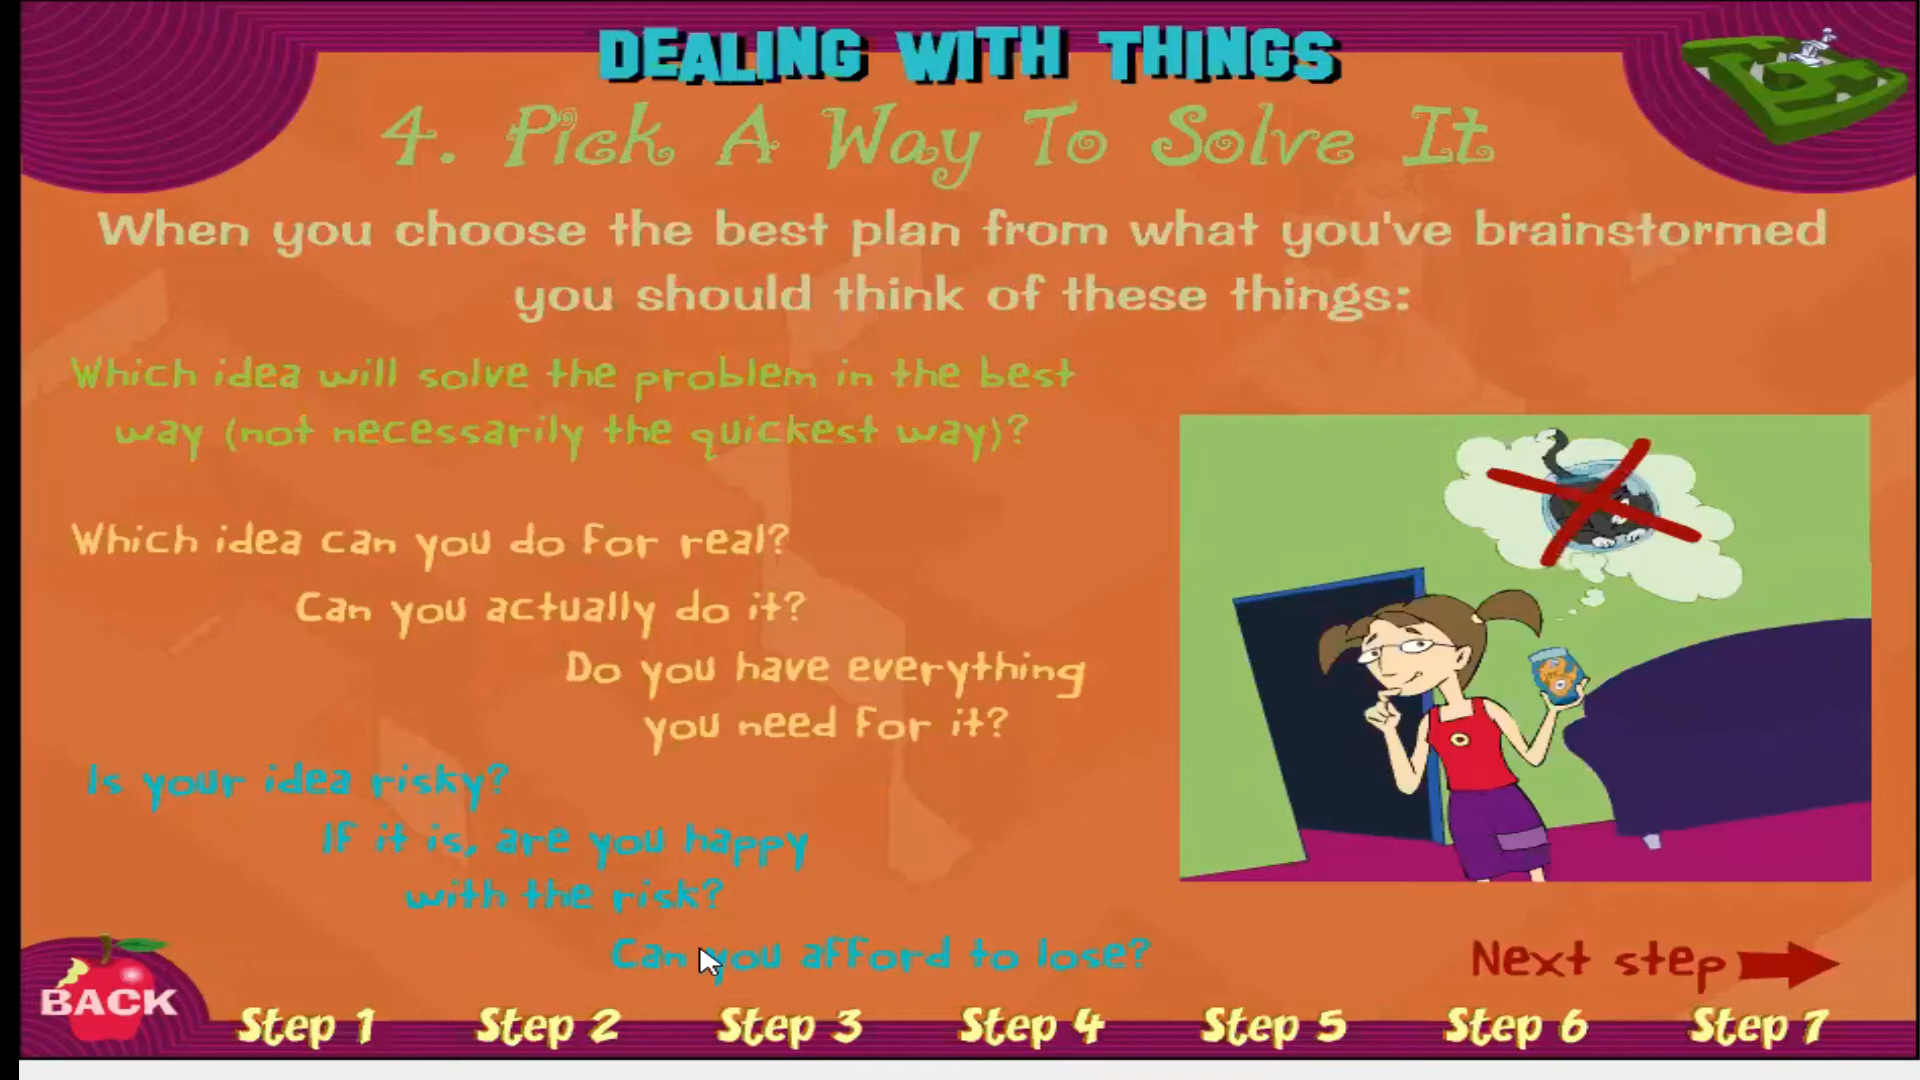 DEALING WITH THINGS
4. Pick A Way To Solve It
When you choose the best plan from what you've brainstormed
you should think of these things:
Which idea will solve the problem in the best
way (not necessarily the quickest way)?
Which idea can you do for real?
Can you actually do it?
Do you have everything
you need for it?
Is your idea risky?
If it is, are you happy
with the risk?
Can you afford to lose?
Next step
BACK
Step 1 Step 2 Step 3 Step 4 Step 5 Step 6 Step 7